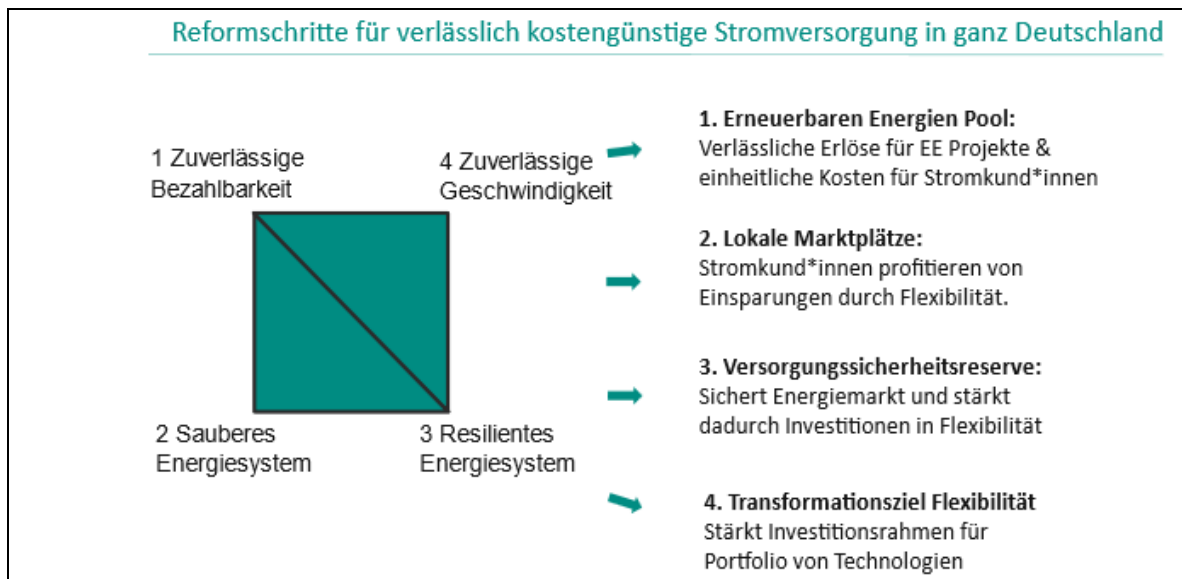 Reformschritte für verlässlich kostengünstige Stromversorgung in ganz Deutschland
1 Zuverlässige
Bezahlbarkeit
4 Zuverlässige
Geschwindigkeit
2 Sauberes
Energiesystem
3 Resilientes
Energiesystem
1. Erneuerbaren Energien Pool:
Verlässliche Erlöse für EE Projekte &
einheitliche Kosten für Stromkund*innen
2. Lokale Marktplätze:
Stromkund*innen profitieren von
Einsparungen durch Flexibilität.
3. Versorgungssicherheitsreserve:
Sichert Energiemarkt und stärkt
dadurch Investitionen in Flexibilität
4. Transformationsziel Flexibilität
Stärkt Investitionsrahmen für
Portfolio von Technologien